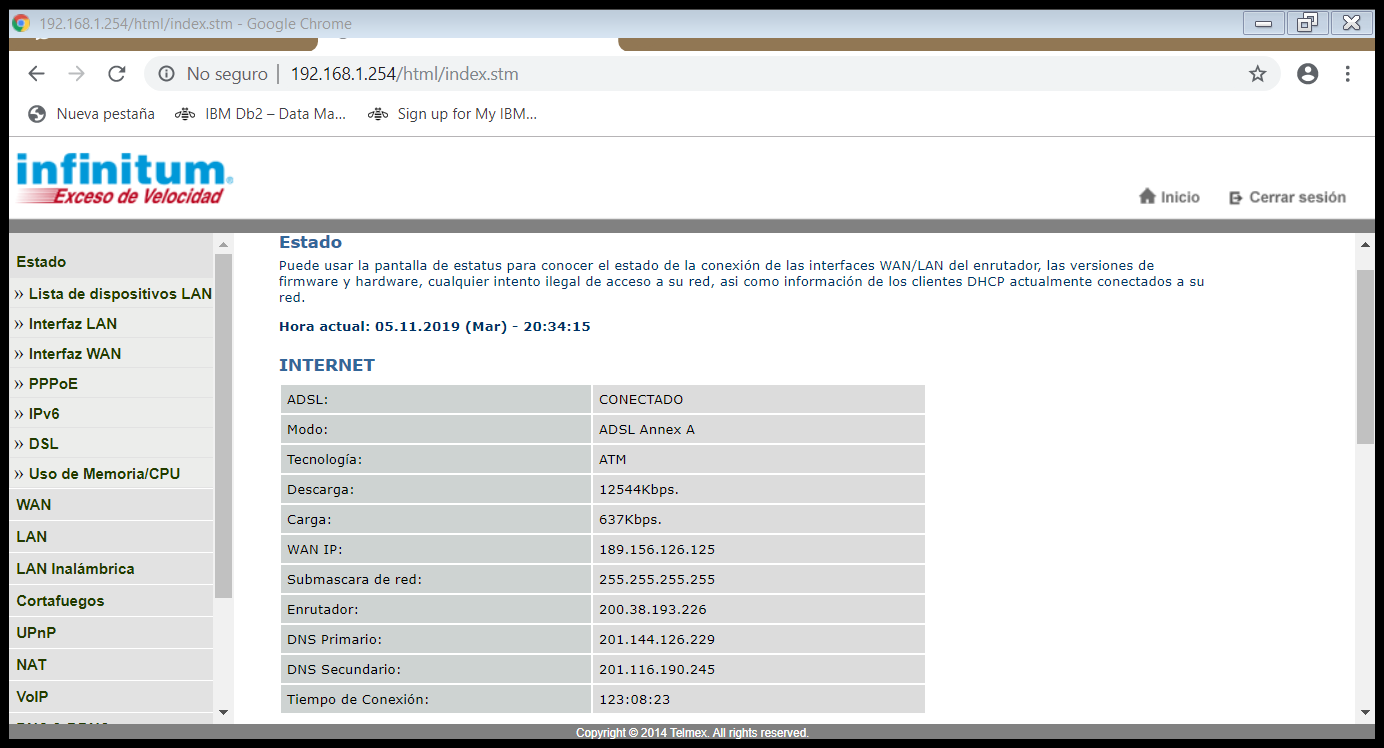 192.168.1.254/html/index.stm - Google Chrome
No seguro | 192.168.1.254/html/index.stm
Nueva pestaña IBM Db2 – Data Ma... Sign up for My IBM...
infinitum®
Exceso de Velocidad
Inicio Cerrar sesión
Estado
» Lista de dispositivos LAN
» Interfaz LAN
» Interfaz WAN
» PPPoE
» IPv6
» DSL
» Uso de Memoria/CPU
WAN
LAN
LAN Inalámbrica
Cortafuegos
UPnP
NAT
VoIP
Estado
Puede usar la pantalla de estatus para conocer el estado de la conexión de las interfaces WAN/LAN del enrutador, las versiones de
firmware y hardware, cualquier intento ilegal de acceso a su red, asi como información de los clientes DHCP actualmente conectados a su
red.
Hora actual: 05.11.2019 (Mar) - 20:34:15
INTERNET
ADSL: CONECTADO
Modo: ADSL Annex A
Tecnología: ATM
Descarga: 12544Kbps.
Carga: 637Kbps.
WAN IP: 189.156.126.125
Submascara de red: 255.255.255.255
Enrutador: 200.38.193.226
DNS Primario: 201.144.126.229
DNS Secundario: 201.116.190.245
Tiempo de Conexión: 123:08:23
Copyright © 2014 Telmex. All rights reserved.